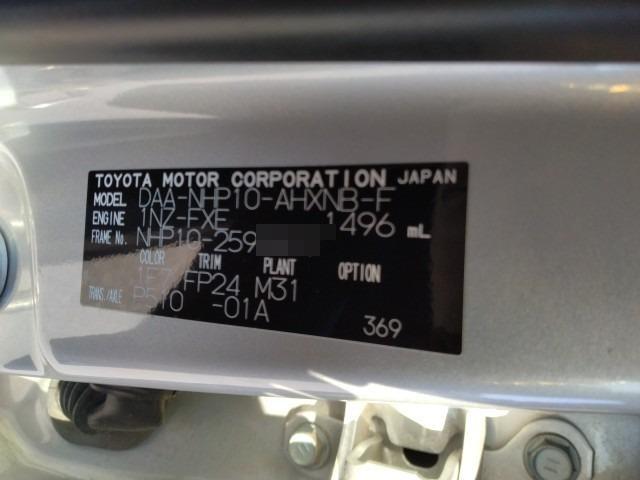 TOYOTA MOTOR CORPORATION JAPAN
MODEL DAA-NHP10-AHXNB-F
ENGINE 1NZ-FXE 1496 mL
FRAME No. NHP10-259
COLOR TRIM PLANT OPTION
1F7 FP24 M31
TRANS./AXLE P510 -01A
369